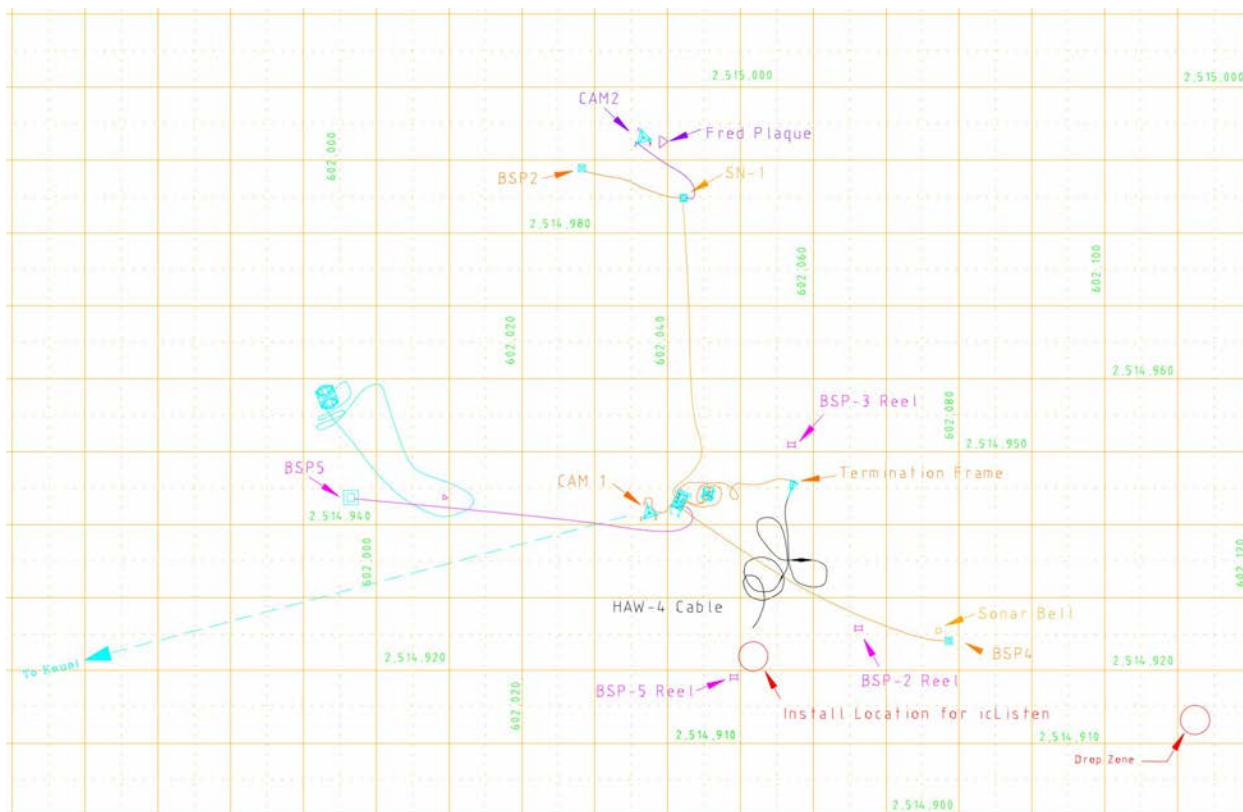 2,515,000
2,515,000
CAM2
Fred Plaque
602,000
BSP2
SN-1
2,514,980
602,060
602,100
602,020
602,040
2,514,960
602,080
BSP-3 Reel
2,514,950
BSP5
CAM 1
Termination Frame
2,514,940
602,000
602,120
HAW-4 Cable
Sonar Bell
BSP4
To Kauai
2,514,920
2,514,920
602,020
BSP-5 Reel
BSP-2 Reel
Install Location for icListen
2,514,910
2,514,910
Drop Zone
2,514,900